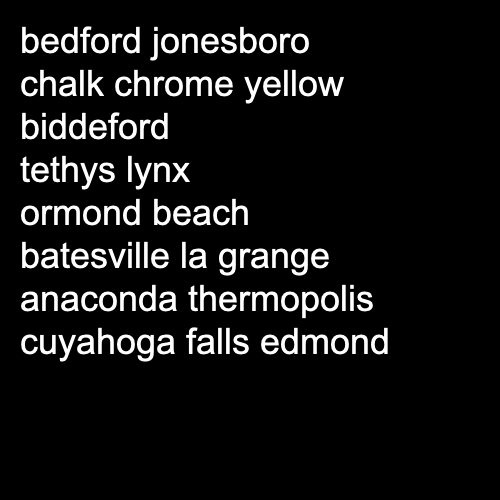 bedford jonesboro
chalk chrome yellow
biddeford
tethys lynx
ormond beach
batesville la grange
anaconda thermopolis
cuyahoga falls edmond